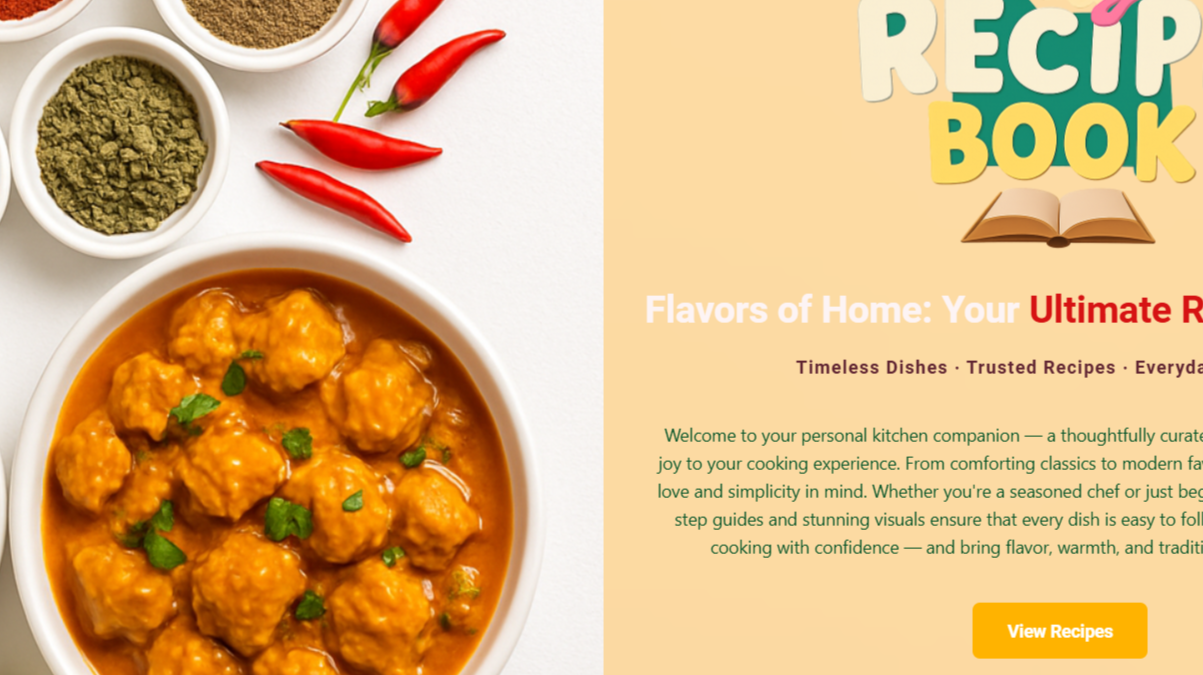 RECIP
BOOK
Flavors of Home: Your Ultimate R
Timeless Dishes · Trusted Recipes · Everyda
Welcome to your personal kitchen companion — a thoughtfully curate
joy to your cooking experience. From comforting classics to modern fa
love and simplicity in mind. Whether you're a seasoned chef or just beg
step guides and stunning visuals ensure that every dish is easy to foll
cooking with confidence — and bring flavor, warmth, and traditi
View Recipes